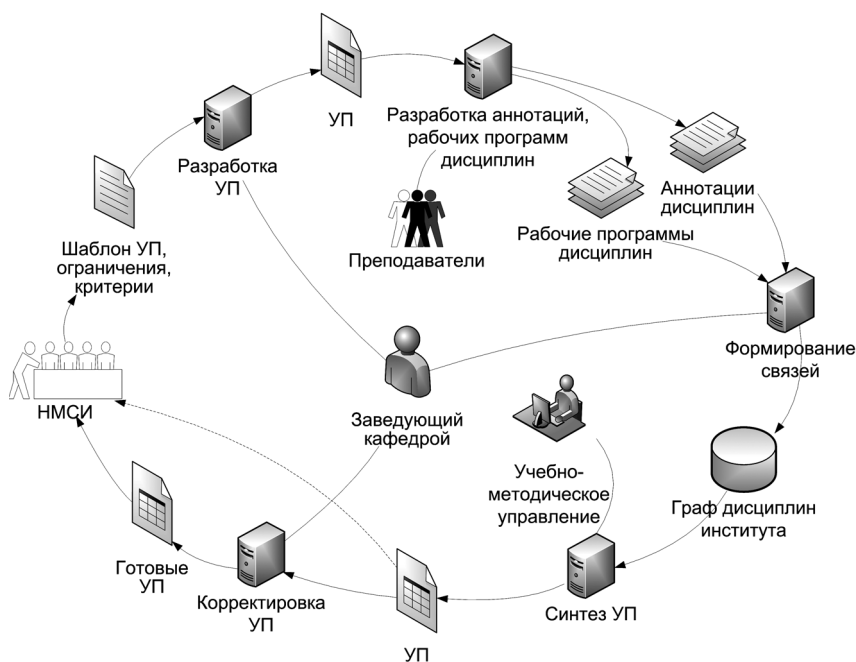 УП
Разработка аннотаций,
рабочих программ
дисциплин
Разработка
УП
Аннотации
дисциплин
Шаблон УП,
ограничения,
критерии
Преподаватели
Рабочие программы
дисциплин
Формирование
связей
НМСИ
Заведующий
кафедрой
Учебно-
методическое
управление
Граф дисциплин
института
Готовые
УП
Корректировка
УП
Синтез УП
УП